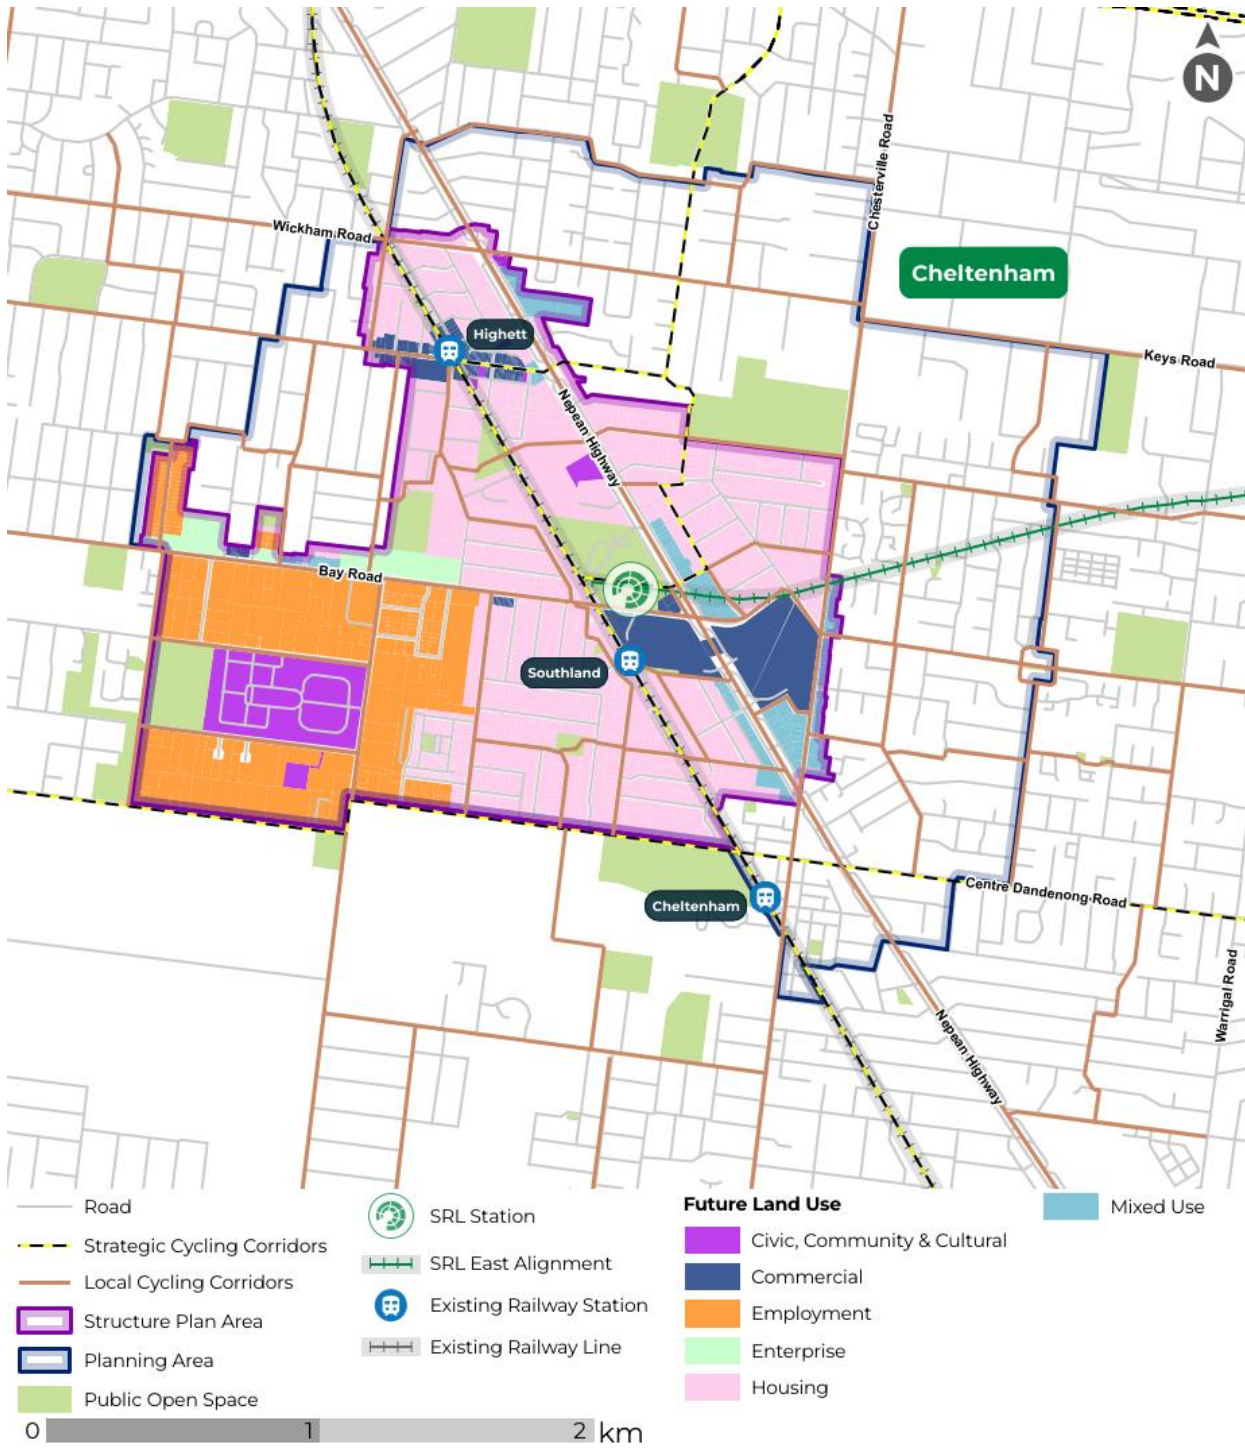 N
Chesterville Road
Wickham Road
Cheltenham
Highett
Keys Road
Nepean Highway
Bay Road
Southland
Cheltenham
Centre Dandenong Road
Warrigal Road
Nepean Highway
Road
Strategic Cycling Corridors
Local Cycling Corridors
Structure Plan Area
Planning Area
Public Open Space
SRL Station
SRL East Alignment
Existing Railway Station
Existing Railway Line
Future Land Use
Civic, Community & Cultural
Commercial
Employment
Enterprise
Housing
Mixed Use
0 1 2 km